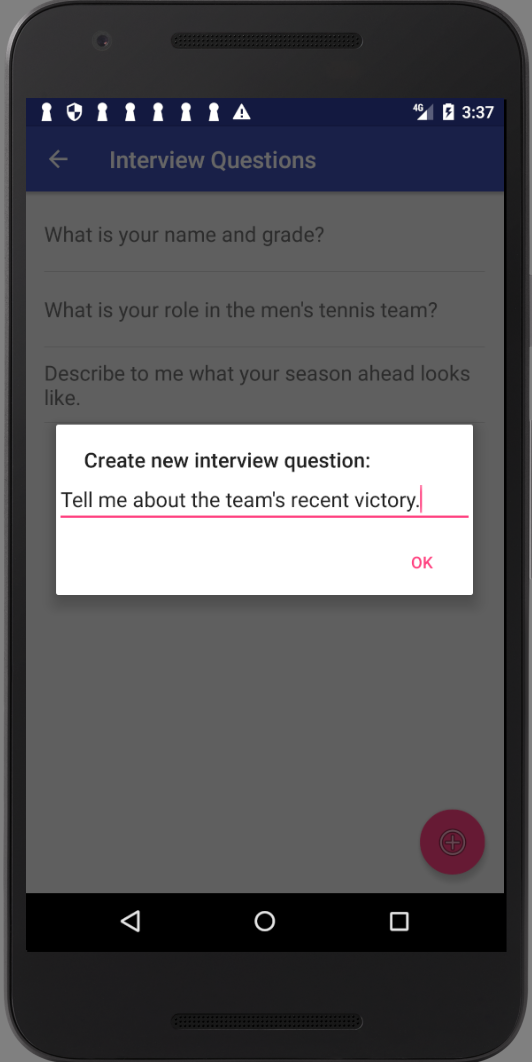 4G 3:37
Interview Questions
What is your name and grade?
What is your role in the men's tennis team?
Describe to me what your season ahead looks
like.
Create new interview question:
Tell me about the team's recent victory.
OK